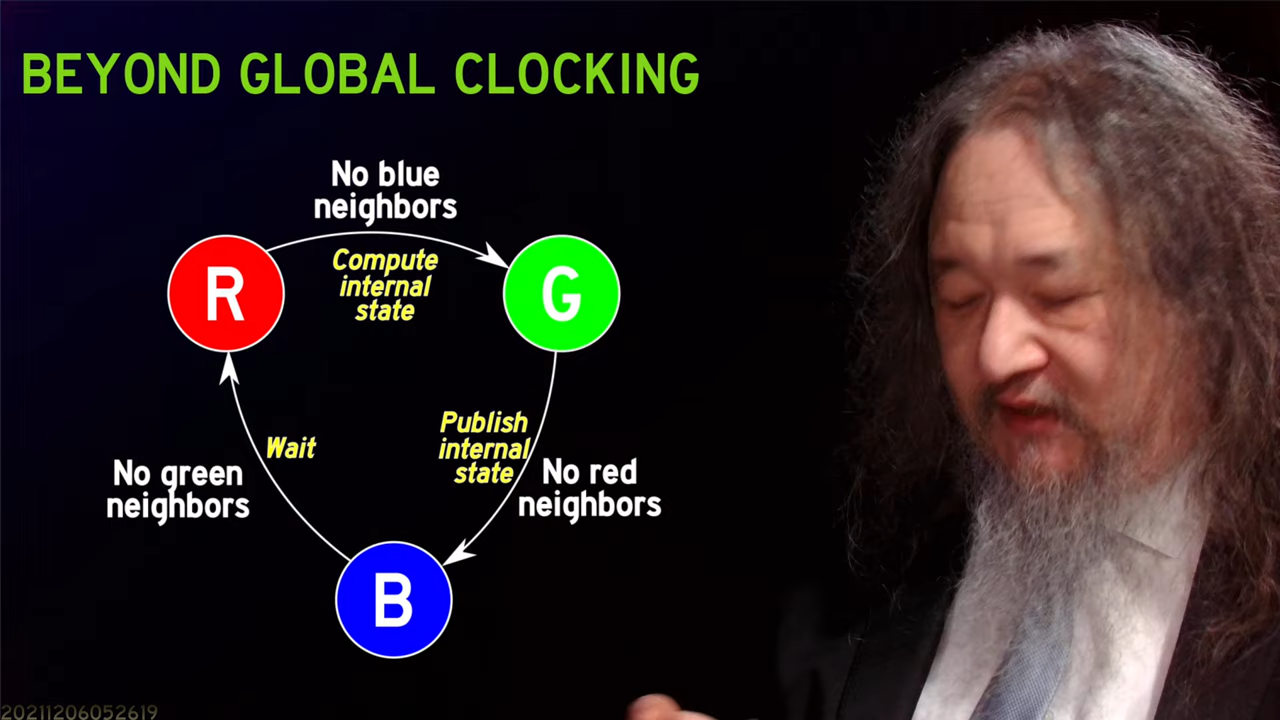 BEYOND GLOBAL CLOCKING
No blue
neighbors
R
Compute
internal
state
G
No green
neighbors
Wait
Publish
internal
state
No red
neighbors
B
20211206052619